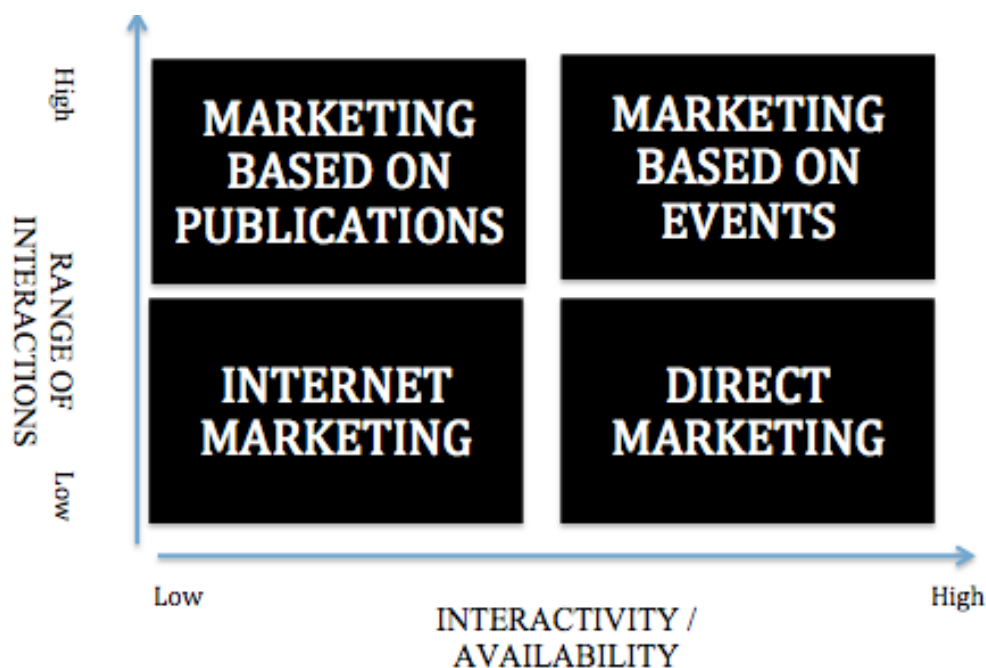 High
RANGE OF
INTERACTIONS
Low
MARKETING
BASED ON
PUBLICATIONS
MARKETING
BASED ON
EVENTS
INTERNET
MARKETING
DIRECT
MARKETING
Low
High
INTERACTIVITY /
AVAILABILITY